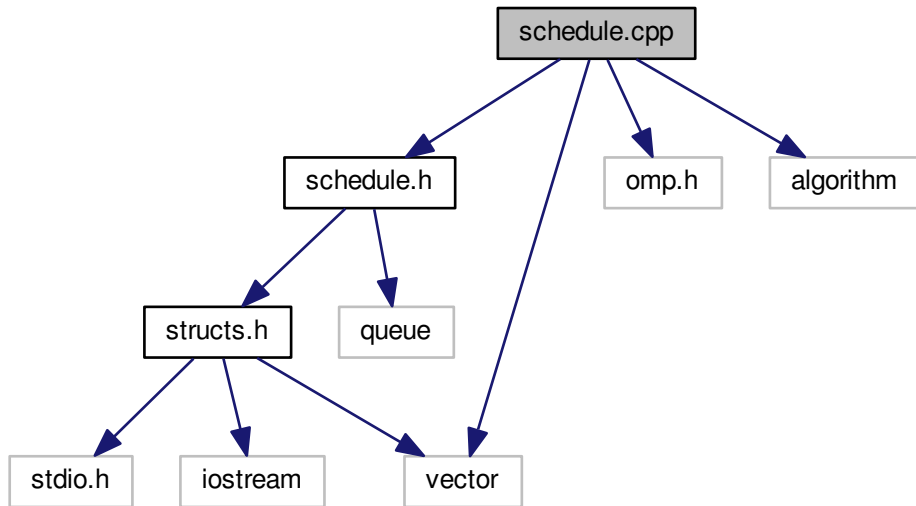 schedule.cpp
schedule.h
omp.h
algorithm
structs.h
queue
stdio.h
iostream
vector